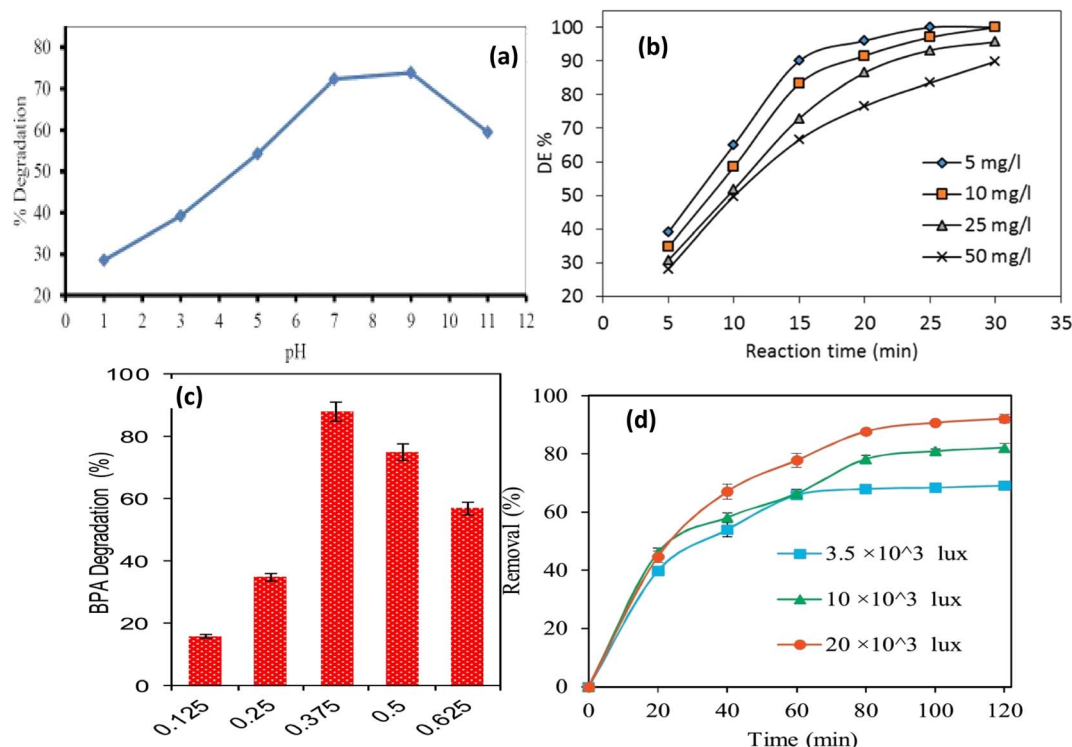 (a)
% Degradation
80
70
60
50
40
30
20
0 1 2 3 4 5 6 7 8 9 10 11 12
pH
(b)
DE %
100
90
80
70
60
50
40
30
20
0 5 10 15 20 25 30 35
Reaction time (min)
5 mg/l
10 mg/l
25 mg/l
50 mg/l
(c)
BPA Degradation (%)
100
80
60
40
20
0
0.125 0.25 0.375 0.5 0.625
(d)
Removal (%)
100
80
60
40
20
0
0 20 40 60 80 100 120
Time (min)
3.5 ×10^3 lux
10 ×10^3 lux
20 ×10^3 lux